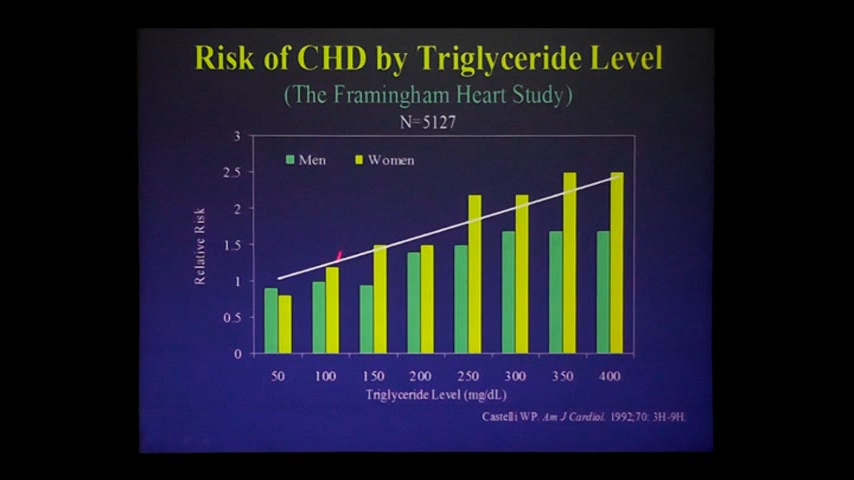 Risk of CHD by Triglyceride Level
(The Framingham Heart Study)
N=5127
3
Men Women
2.5
2
1.5
1
0.5
0
Relative Risk
50 100 150 200 250 300 350 400
Triglyceride Level (mg/dL)
Castelli WP. Am J Cardiol. 1992;70: 3H-9H.